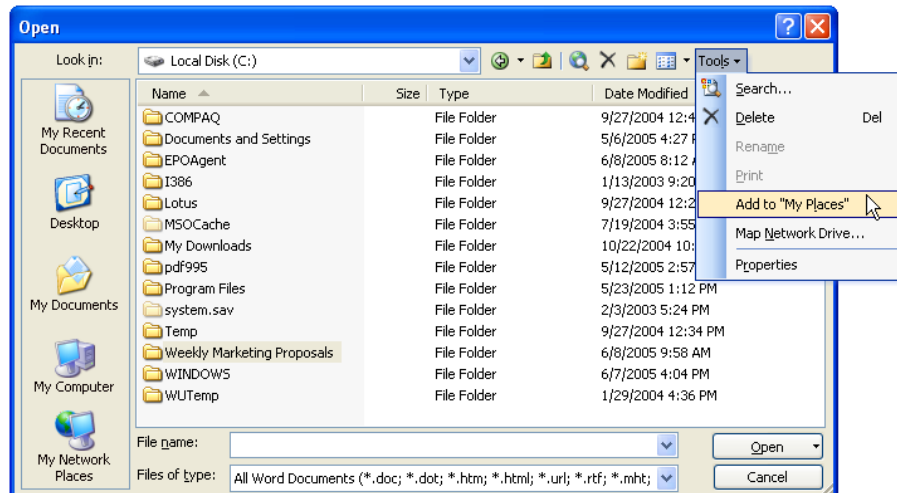 Open
Look in: Local Disk (C:) Tools
Name Size Type Date Modified
COMPAQ File Folder 9/27/2004 12:4
Documents and Settings File Folder 5/6/2005 4:27
EPOAgent File Folder 6/8/2005 8:12
I386 File Folder 1/13/2003 9:20
Lotus File Folder 9/27/2004 12:2
MSOCache File Folder 7/19/2004 3:55
My Downloads File Folder 10/22/2004 10:
pdf995 File Folder 5/12/2005 2:57
Program Files File Folder 5/23/2005 1:12 PM
system.sav File Folder 2/3/2003 5:24 PM
Temp File Folder 9/27/2004 12:34 PM
Weekly Marketing Proposals File Folder 6/8/2005 9:58 AM
WINDOWS File Folder 6/7/2005 4:04 PM
WUTemp File Folder 1/29/2004 4:36 PM
My Recent
Documents
Desktop
My Documents
My Computer
My Network
Places
Search...
Delete Del
Rename
Print
Add to "My Places"
Map Network Drive...
Properties
File name: Open
Files of type: All Word Documents (*.doc; *.dot; *.htm; *.html; *.url; *.rtf; *.mht; Cancel